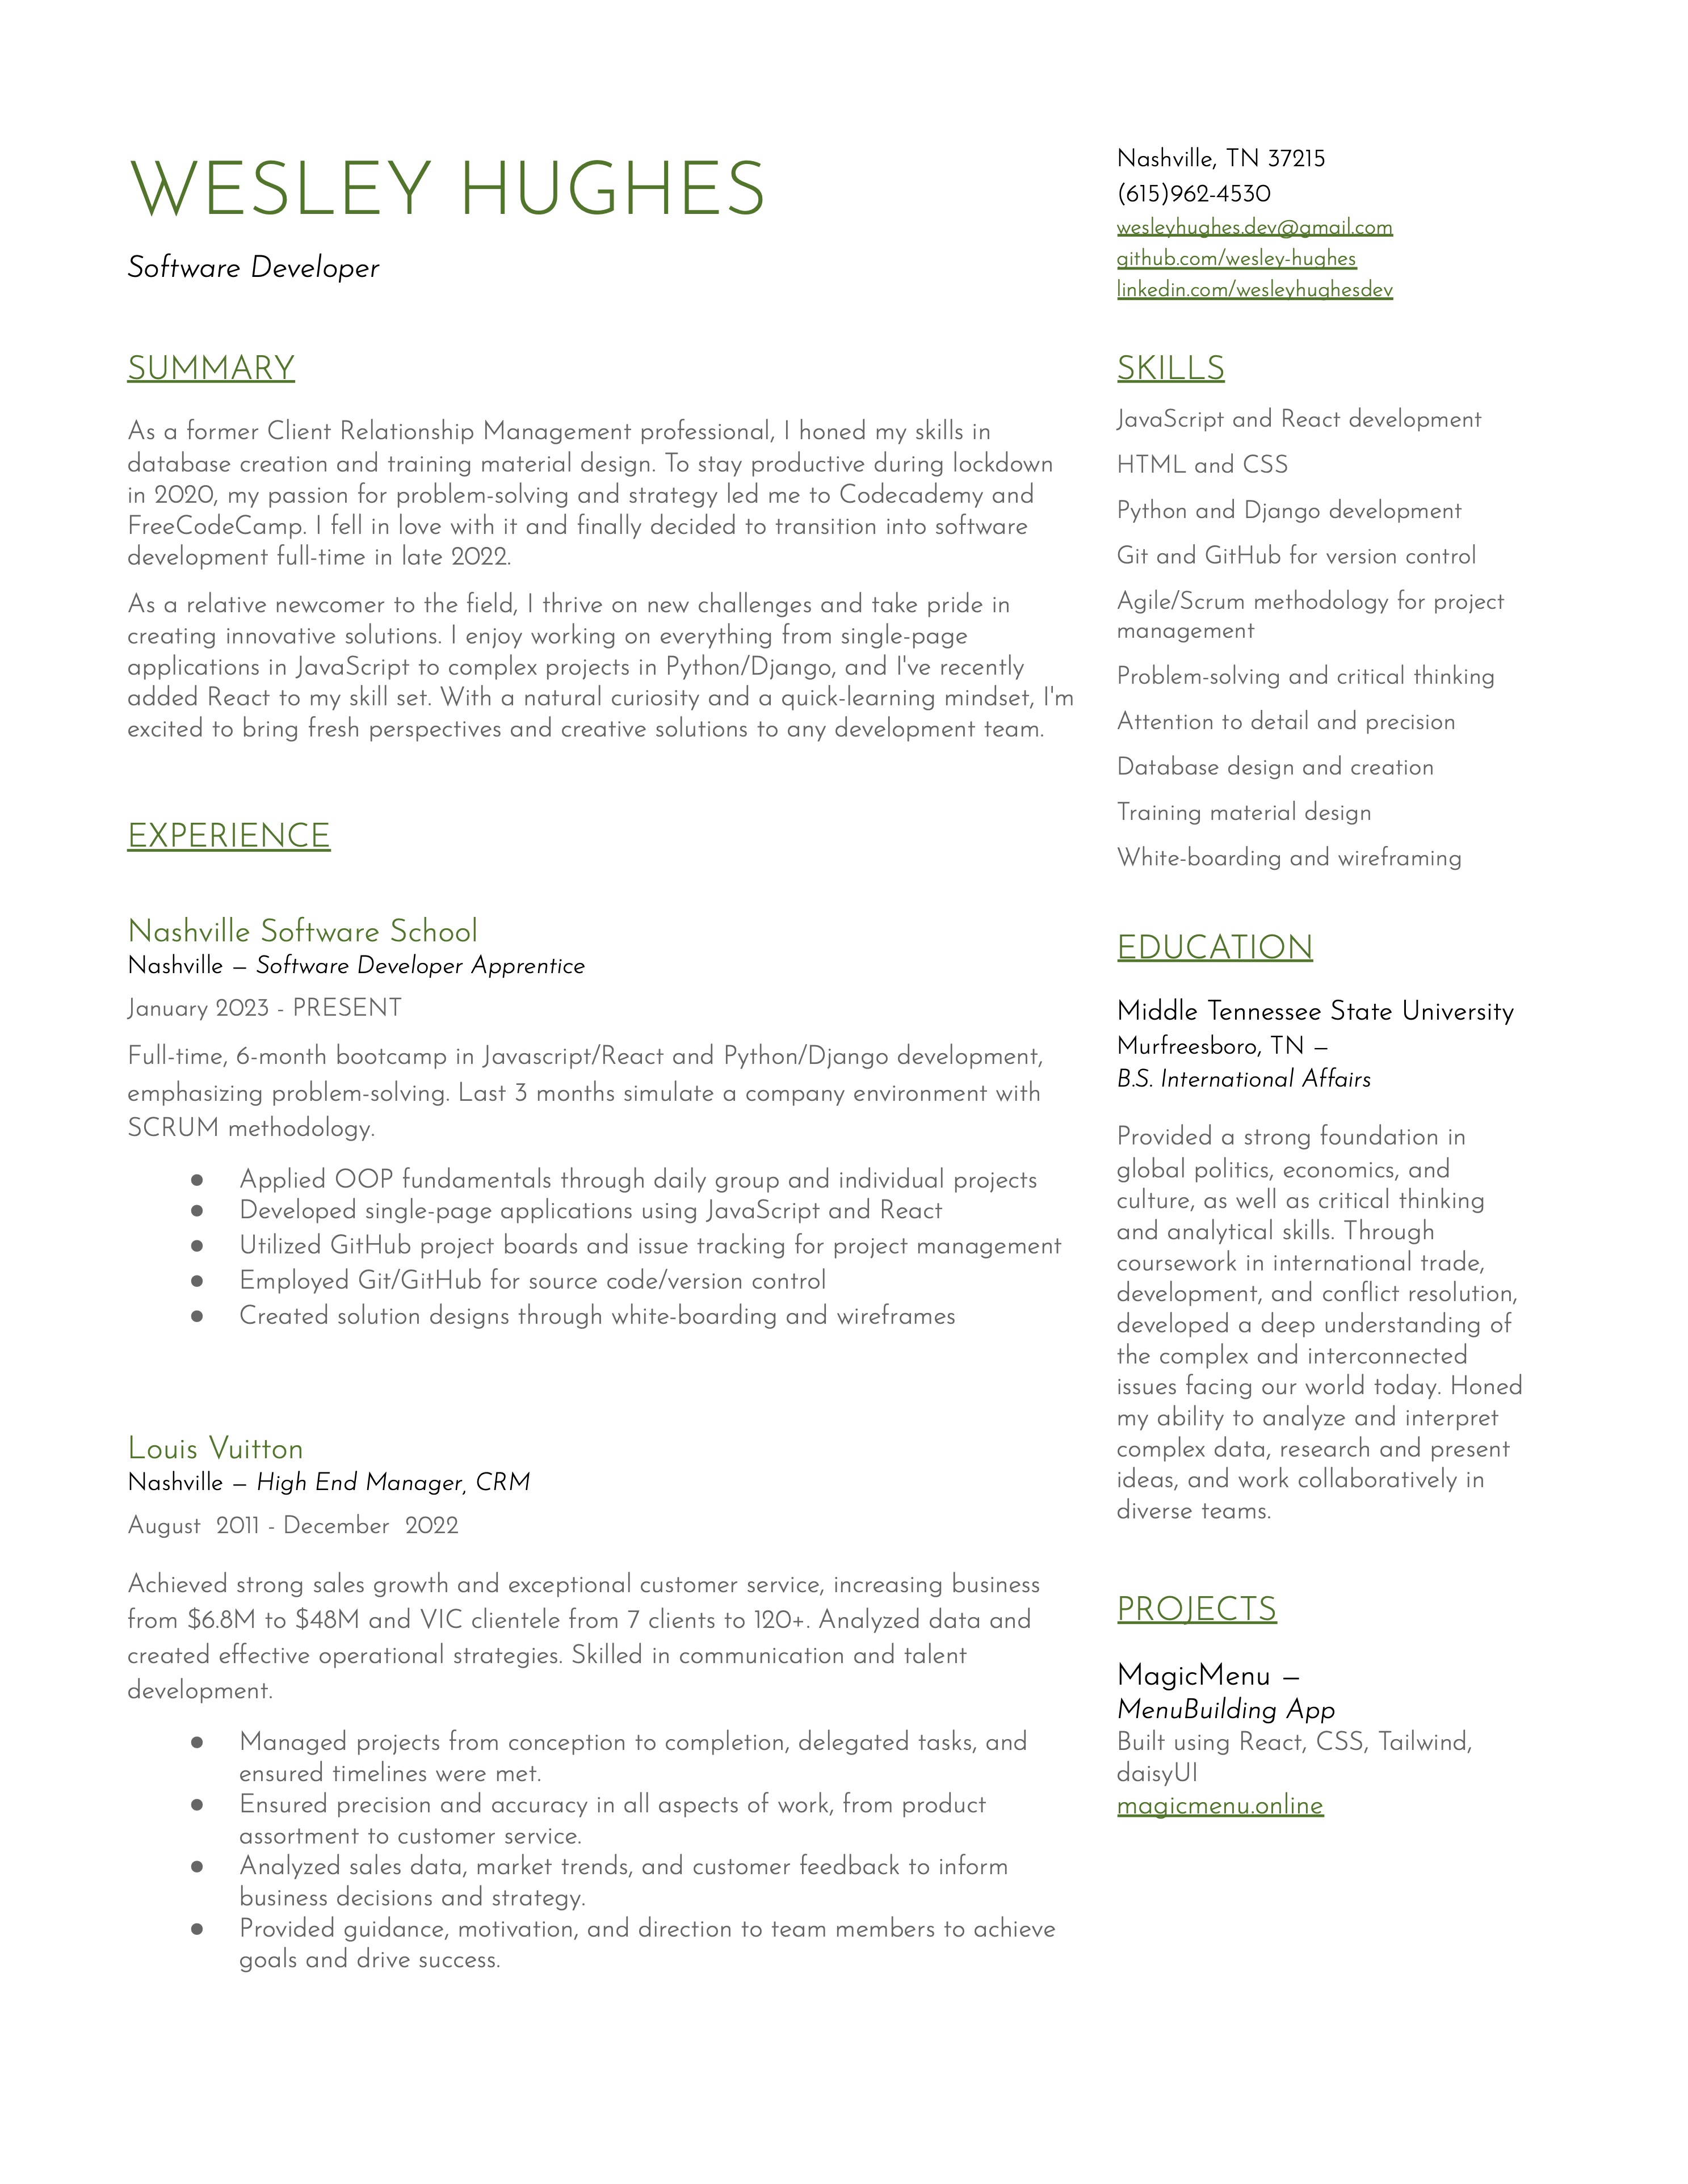 WESLEY HUGHES
Software Developer
Nashville, TN 37215
(615)962-4530
wesleyhughes.dev@gmail.com
github.com/wesley-hughes
linkedin.com/wesleyhughesdev
SUMMARY
As a former Client Relationship Management professional, I honed my skills in
database creation and training material design. To stay productive during lockdown
in 2020, my passion for problem-solving and strategy led me to Codecademy and
FreeCodeCamp. I fell in love with it and finally decided to transition into software
development full-time in late 2022.
As a relative newcomer to the field, I thrive on new challenges and take pride in
creating innovative solutions. I enjoy working on everything from single-page
applications in JavaScript to complex projects in Python/Django, and I've recently
added React to my skill set. With a natural curiosity and a quick-learning mindset, I'm
excited to bring fresh perspectives and creative solutions to any development team.
EXPERIENCE
Nashville Software School
Nashville — Software Developer Apprentice
January 2023 - PRESENT
Full-time, 6-month bootcamp in Javascript/React and Python/Django development,
emphasizing problem-solving. Last 3 months simulate a company environment with
SCRUM methodology.
● Applied OOP fundamentals through daily group and individual projects
● Developed single-page applications using JavaScript and React
● Utilized GitHub project boards and issue tracking for project management
● Employed Git/GitHub for source code/version control
● Created solution designs through white-boarding and wireframes
Louis Vuitton
Nashville — High End Manager, CRM
August 2011 - December 2022
Achieved strong sales growth and exceptional customer service, increasing business
from $6.8M to $48M and VIC clientele from 7 clients to 120+. Analyzed data and
created effective operational strategies. Skilled in communication and talent
development.
● Managed projects from conception to completion, delegated tasks, and
ensured timelines were met.
● Ensured precision and accuracy in all aspects of work, from product
assortment to customer service.
● Analyzed sales data, market trends, and customer feedback to inform
business decisions and strategy.
● Provided guidance, motivation, and direction to team members to achieve
goals and drive success.
SKILLS
JavaScript and React development
HTML and CSS
Python and Django development
Git and GitHub for version control
Agile/Scrum methodology for project
management
Problem-solving and critical thinking
Attention to detail and precision
Database design and creation
Training material design
White-boarding and wireframing
EDUCATION
Middle Tennessee State University
Murfreesboro, TN —
B.S. International Affairs
Provided a strong foundation in
global politics, economics, and
culture, as well as critical thinking
and analytical skills. Through
coursework in international trade,
development, and conflict resolution,
developed a deep understanding of
the complex and interconnected
issues facing our world today. Honed
my ability to analyze and interpret
complex data, research and present
ideas, and work collaboratively in
diverse teams.
PROJECTS
MagicMenu —
MenuBuilding App
Built using React, CSS, Tailwind,
daisyUI
magicmenu.online